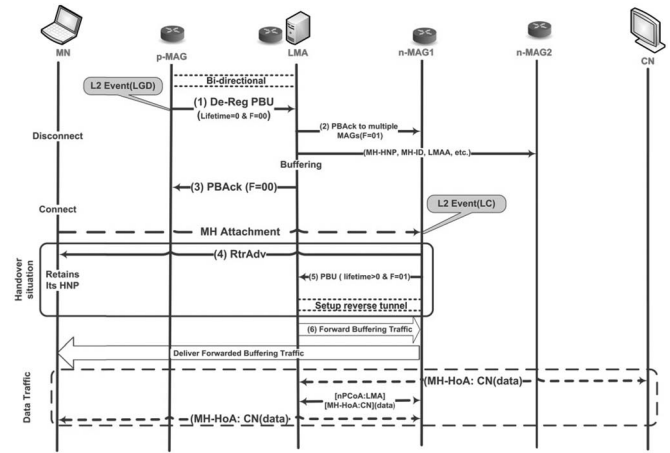 MN
p-MAG
LMA
n-MAG1
n-MAG2
CN
Bi-directional
L2 Event(LGD)
(1) De-Reg PBU
(Lifetime=0 & F=00)
(2) PBAck to multiple
MAGs(F=01)
Disconnect
(MH-HNP, MH-ID, LMAA, etc.)
Buffering
(3) PBAck (F=00)
Connect
L2 Event(LC)
MH Attachment
(4) RtrAdv
Handover
situation
Retains
Its HNP
(5) PBU ( lifetime>0 & F=01)
Setup reverse tunnel
(6) Forward Buffering Traffic
Deliver Forwarded Buffering Traffic
Data Traffic
(MH-HoA: CN(data)
[nPCoA:LMA]
[MH-HoA:CN](data)
(MH-HoA: CN(data)